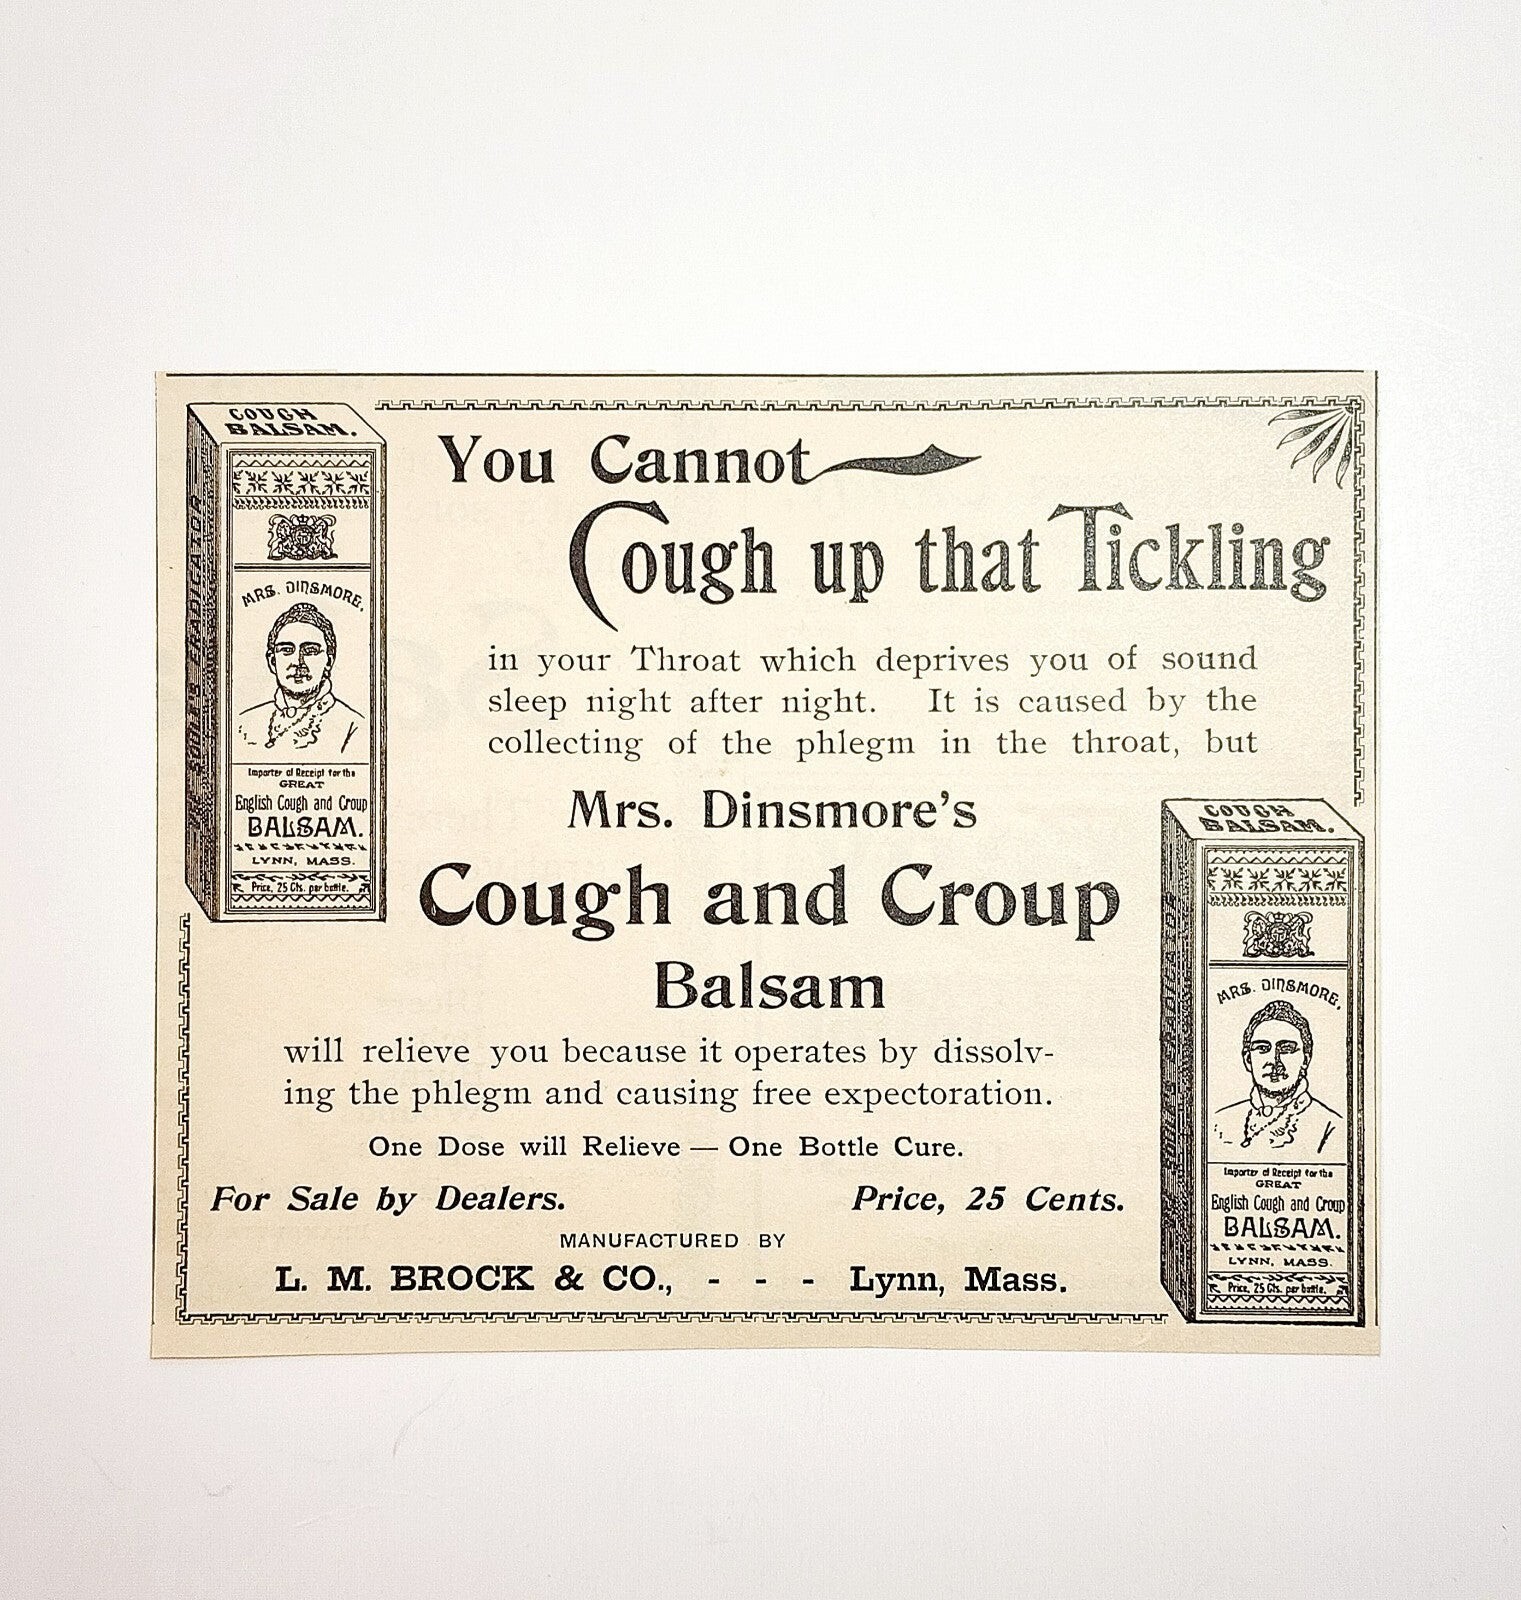 COUGH
BALSAM.
MRS. DINSMORE.
Importer of Receipt for the
GREAT
English Cough and Croup
BALSAM.
LYNN, MASS.
Price, 25 Cts. per bottle.
You Cannot
Cough up that Tickling
in your Throat which deprives you of sound
sleep night after night. It is caused by the
collecting of the phlegm in the throat, but
Mrs. Dinsmore's
Cough and Croup
Balsam
will relieve you because it operates by dissolv-
ing the phlegm and causing free expectoration.
One Dose will Relieve — One Bottle Cure.
For Sale by Dealers. Price, 25 Cents.
MANUFACTURED BY
L. M. BROCK & CO., - - - Lynn, Mass.
COUGH
BALSAM.
MRS. DINSMORE.
Importer of Receipt for the
GREAT
English Cough and Croup
BALSAM.
LYNN, MASS.
Price, 25 Cts. per bottle.